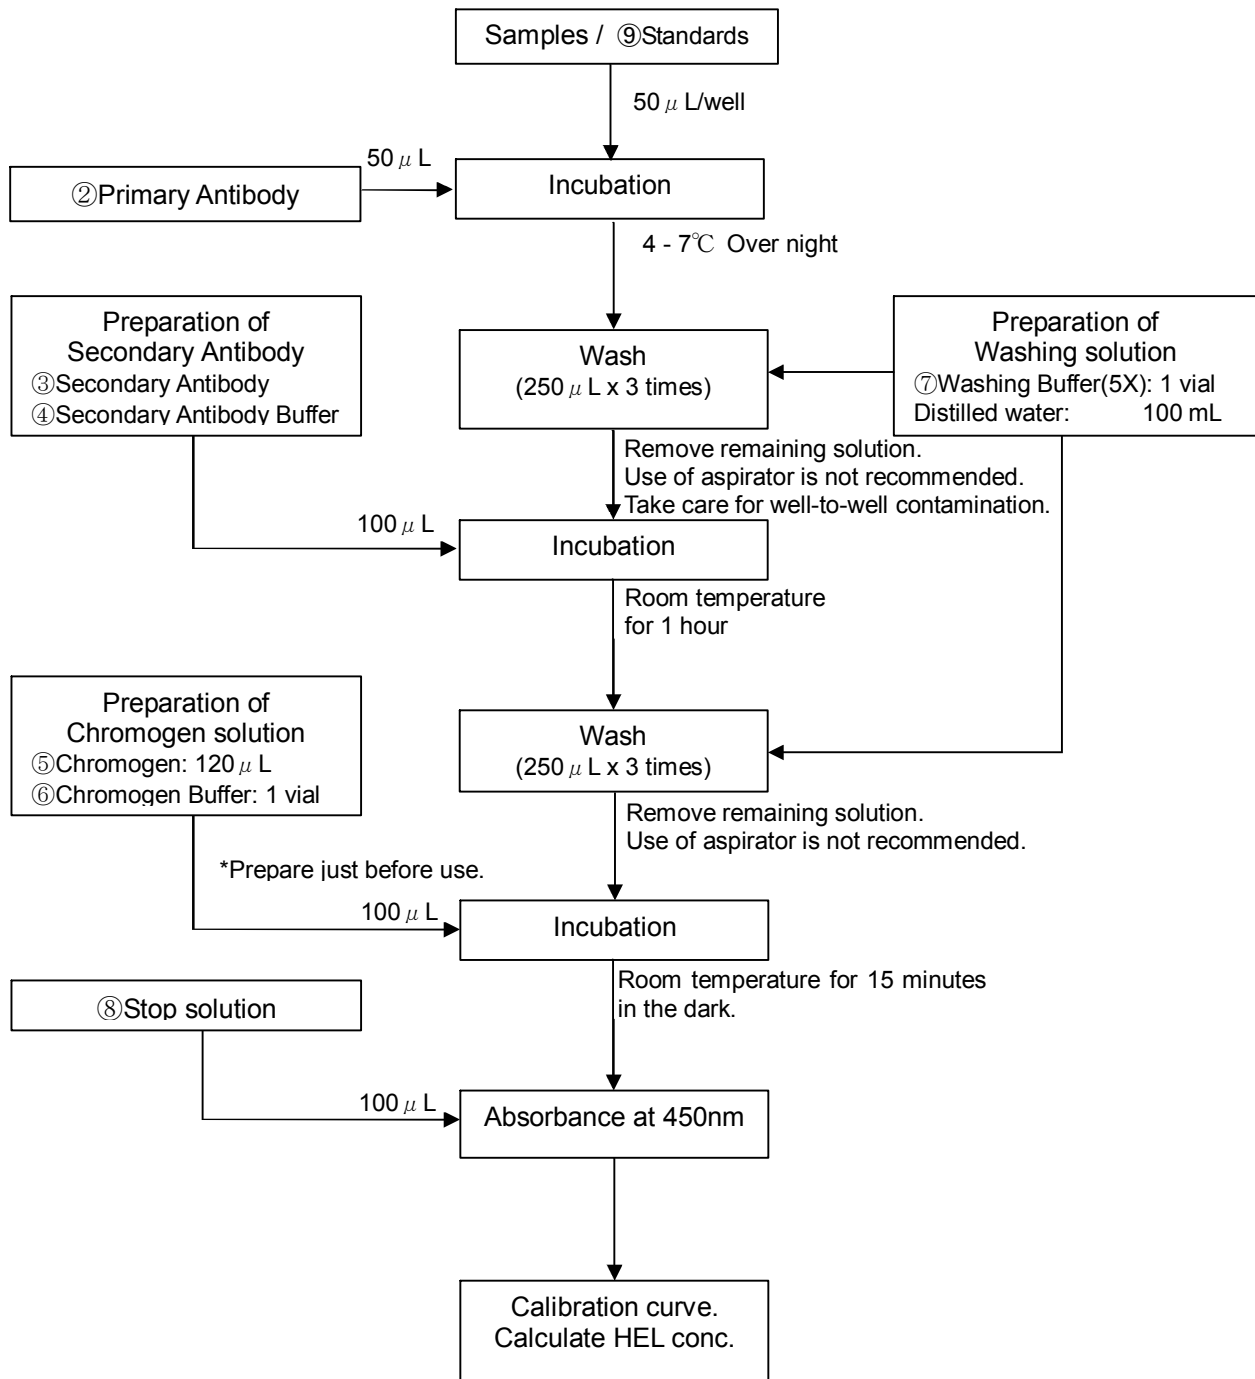 Samples / ⑨Standards
50μL/well
50μL
②Primary Antibody
Incubation
4 - 7℃ Over night
Preparation of
Secondary Antibody
③Secondary Antibody
④Secondary Antibody Buffer
Wash
(250μL x 3 times)
Preparation of
Washing solution
⑦Washing Buffer(5X): 1 vial
Distilled water: 100 mL
Remove remaining solution.
Use of aspirator is not recommended.
Take care for well-to-well contamination.
100μL
Incubation
Room temperature
for 1 hour
Preparation of
Chromogen solution
⑤Chromogen: 120μL
⑥Chromogen Buffer: 1 vial
Wash
(250μL x 3 times)
Remove remaining solution.
Use of aspirator is not recommended.
*Prepare just before use.
100μL
Incubation
Room temperature for 15 minutes
in the dark.
⑧Stop solution
100μL
Absorbance at 450nm
Calibration curve.
Calculate HEL conc.